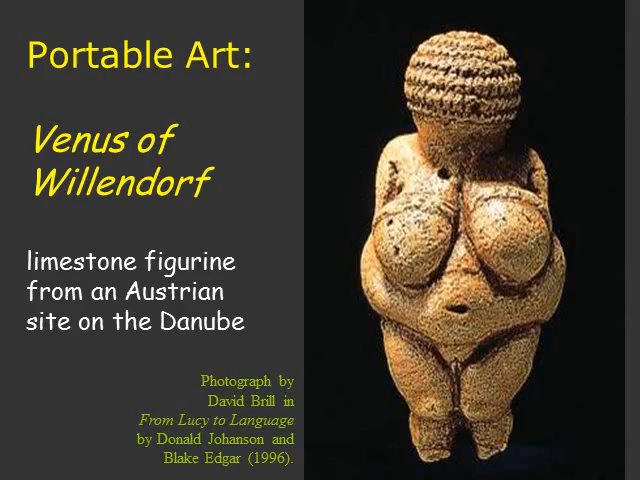 Portable Art:
Venus of
Willendorf
limestone figurine
from an Austrian
site on the Danube
Photograph by
David Brill in
From Lucy to Language
by Donald Johanson and
Blake Edgar (1996).